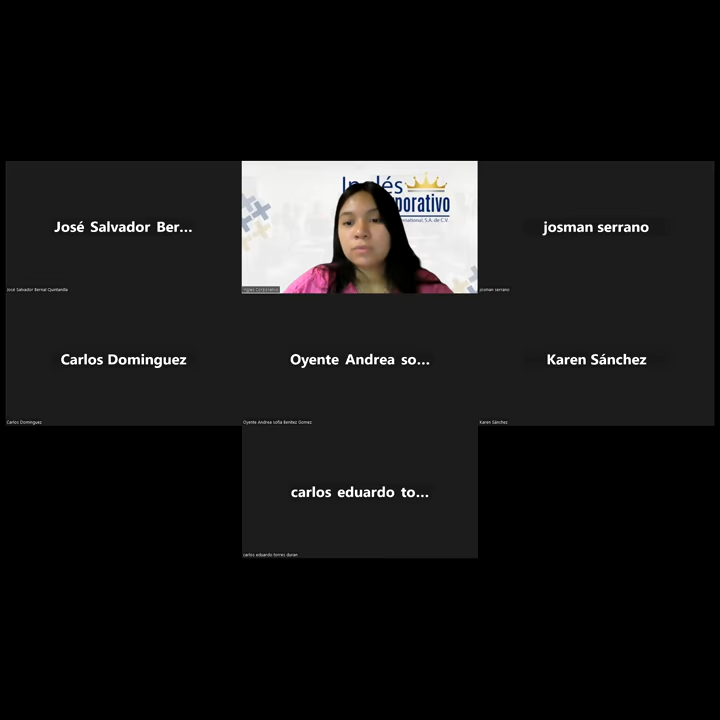 José Salvador Ber...
José Salvador Bernal Quintanilla
Inglés
porativo
rnational, S.A. de C.V.
Inglés Corporativo
josman serrano
josman serrano
Carlos Dominguez
Carlos Dominguez
Oyente Andrea so...
Oyente Andrea sofia Benitez Gomez
Karen Sánchez
Karen Sánchez
carlos eduardo to...
carlos eduardo torres duran